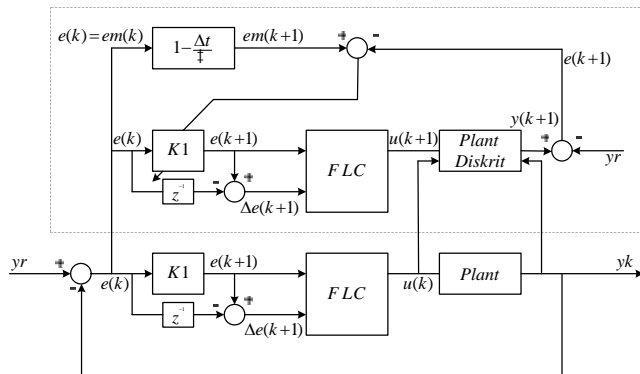 e(k)=em(k)
1-Δt/‡
em(k+1)
+
-
e(k+1)
e(k)
K1
e(k+1)
z⁻¹
-
+
Δe(k+1)
FLC
u(k+1)
Plant
Diskrit
y(k+1)
+
-
yr
yr
+
-
e(k)
K1
e(k+1)
z⁻¹
-
+
Δe(k+1)
FLC
u(k)
Plant
yk